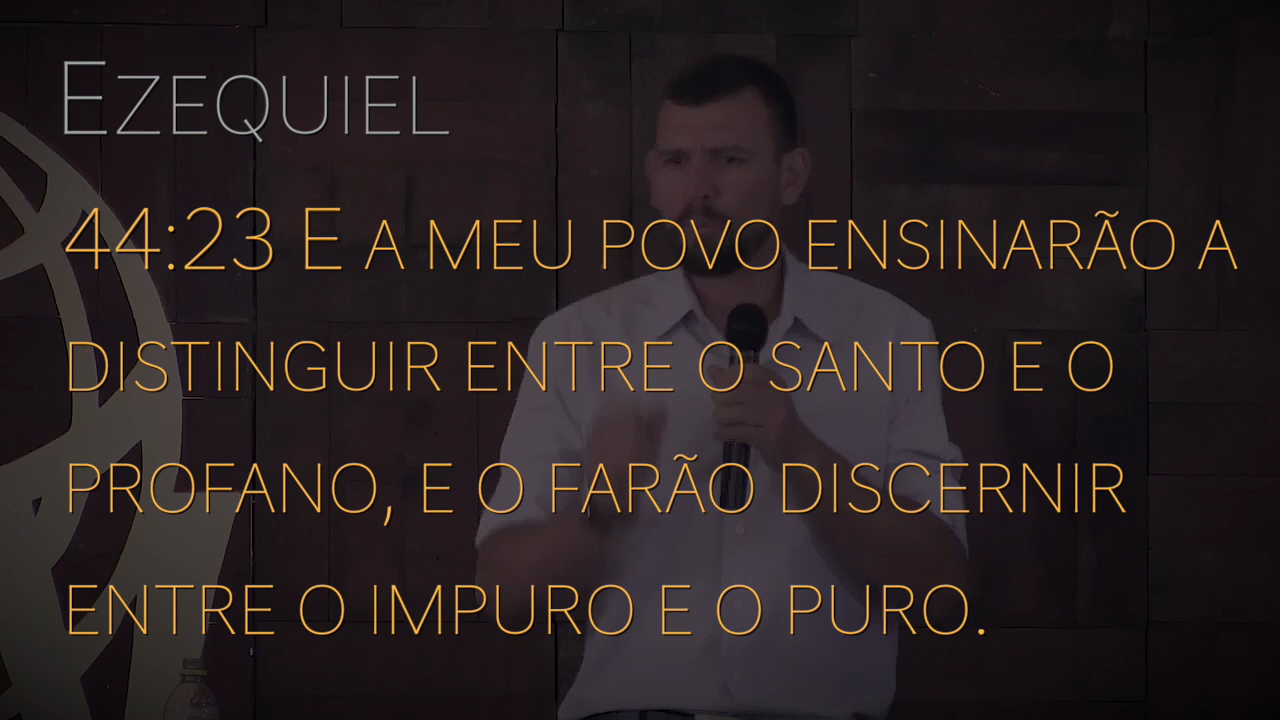 Ezequiel
44:23 E a meu povo ensinarão a
distinguir entre o santo e o
profano, e o farão discernir
entre o impuro e o puro.